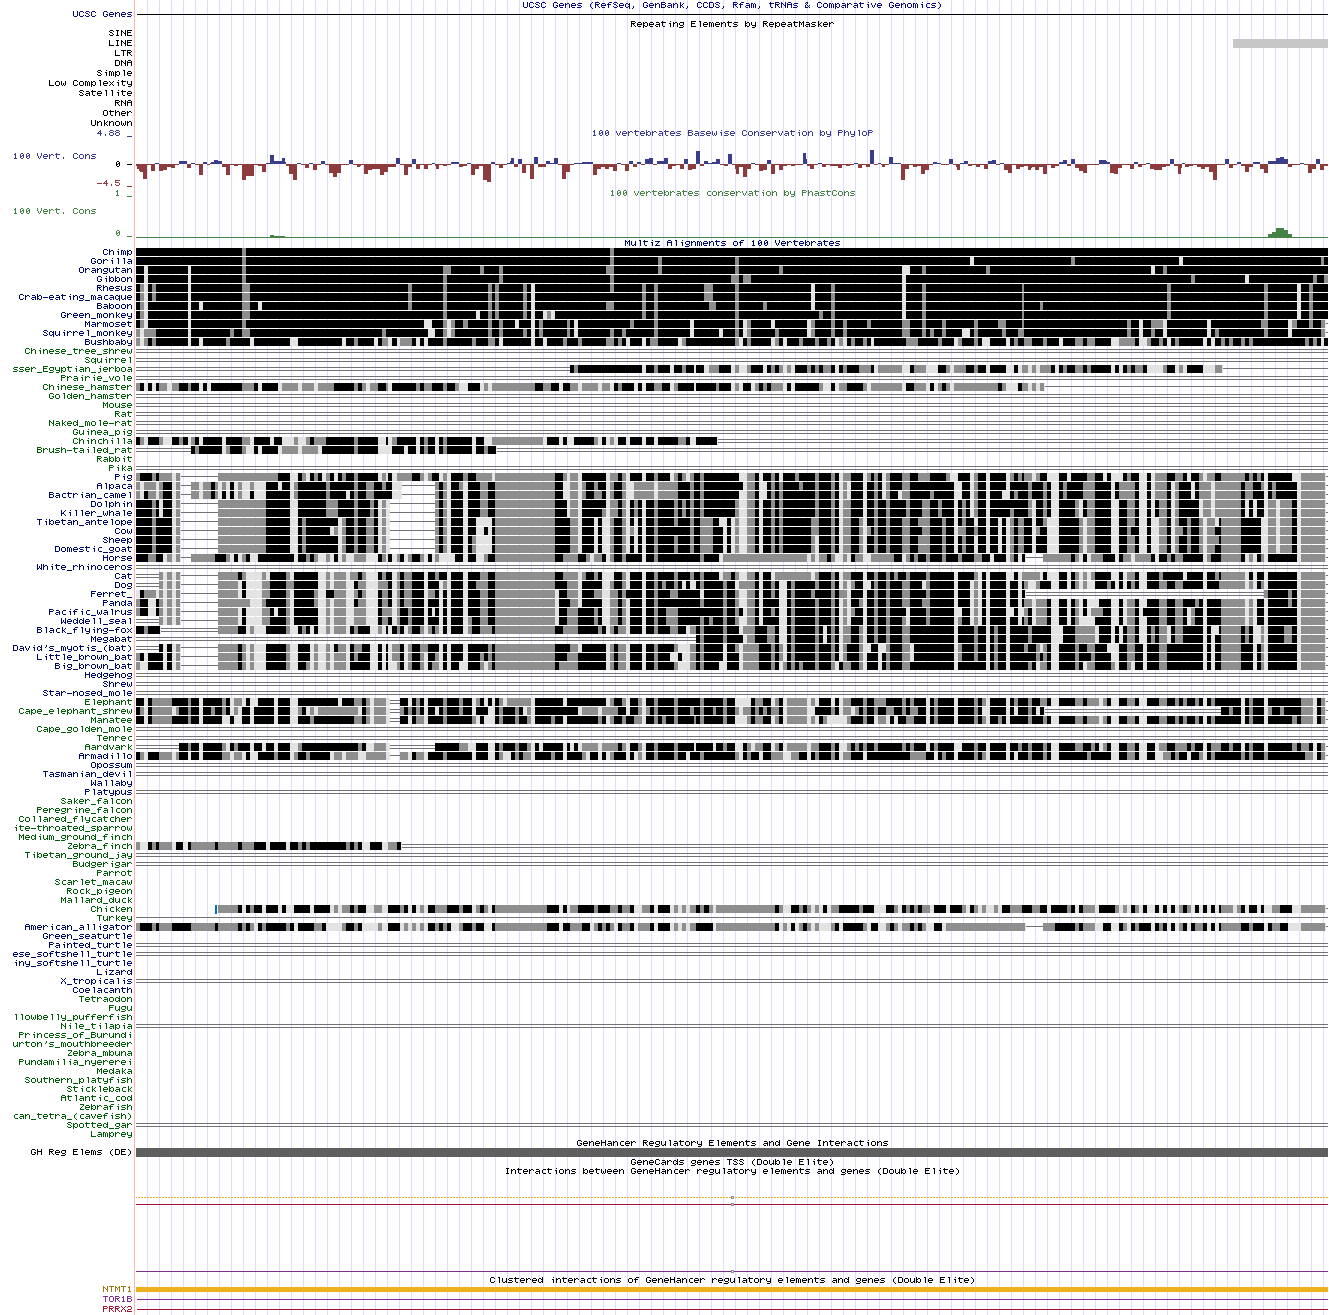 UCSC Genes (RefSeq, GenBank, CCDS, Rfam, tRNAs & Comparative Genomics)
UCSC Genes
Repeating Elements by RepeatMasker
SINE
LINE
LTR
DNA
Simple
Low Complexity
Satellite
RNA
Other
Unknown
4.88 _
100 vertebrates Basewise Conservation by PhyloP
100 Vert. Cons
0 _
-4.5 _
1 _
100 vertebrates conservation by PhastCons
100 Vert. Cons
0 _
Multiz Alignments of 100 Vertebrates
Chimp
Gorilla
Orangutan
Gibbon
Rhesus
Crab-eating_macaque
Baboon
Green_monkey
Marmoset
Squirrel_monkey
Bushbaby
Chinese_tree_shrew
Squirrel
sser_Egyptian_jerboa
Prairie_vole
Chinese_hamster
Golden_hamster
Mouse
Rat
Naked_mole-rat
Guinea_pig
Chinchilla
Brush-tailed_rat
Rabbit
Pika
Pig
Alpaca
Bactrian_camel
Dolphin
Killer_whale
Tibetan_antelope
Cow
Sheep
Domestic_goat
Horse
White_rhinoceros
Cat
Dog
Ferret_
Panda
Pacific_walrus
Weddell_seal
Black_flying-fox
Megabat
David's_myotis_(bat)
Little_brown_bat
Big_brown_bat
Hedgehog
Shrew
Star-nosed_mole
Elephant
Cape_elephant_shrew
Manatee
Cape_golden_mole
Tenrec
Aardvark
Armadillo
Opossum
Tasmanian_devil
Wallaby
Platypus
Saker_falcon
Peregrine_falcon
Collared_flycatcher
ite-throated_sparrow
Medium_ground_finch
Zebra_finch
Tibetan_ground_jay
Budgerigar
Parrot
Scarlet_macaw
Rock_pigeon
Mallard_duck
Chicken
Turkey
American_alligator
Green_seaturtle
Painted_turtle
ese_softshell_turtle
iny_softshell_turtle
Lizard
X_tropicalis
Coelacanth
Tetraodon
Fugu
llowbelly_pufferfish
Nile_tilapia
Princess_of_Burundi
urton's_mouthbreeder
Zebra_mbuna
Pundamilia_nyererei
Medaka
Southern_platyfish
Stickleback
Atlantic_cod
Zebrafish
can_tetra_(cavefish)
Spotted_gar
Lamprey
GeneHancer Regulatory Elements and Gene Interactions
GH Reg Elems (DE)
GeneCards genes TSS (Double Elite)
Interactions between GeneHancer regulatory elements and genes (Double Elite)
Clustered interactions of GeneHancer regulatory elements and genes (Double Elite)
NTMT1
TOR1B
PRRX2